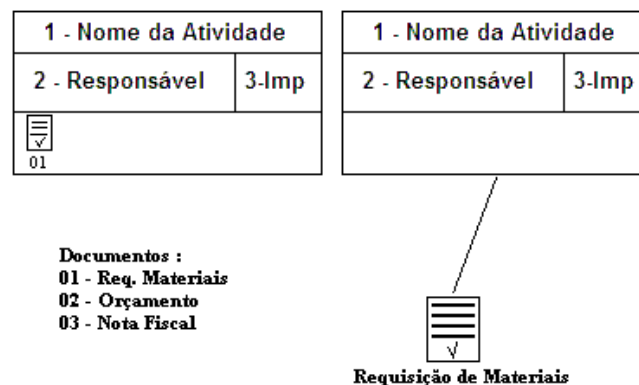 1 - Nome da Atividade
2 - Responsável
3-Imp
01
1 - Nome da Atividade
2 - Responsável
3-Imp
Documentos :
01 - Req. Materiais
02 - Orçamento
03 - Nota Fiscal
Requisição de Materiais